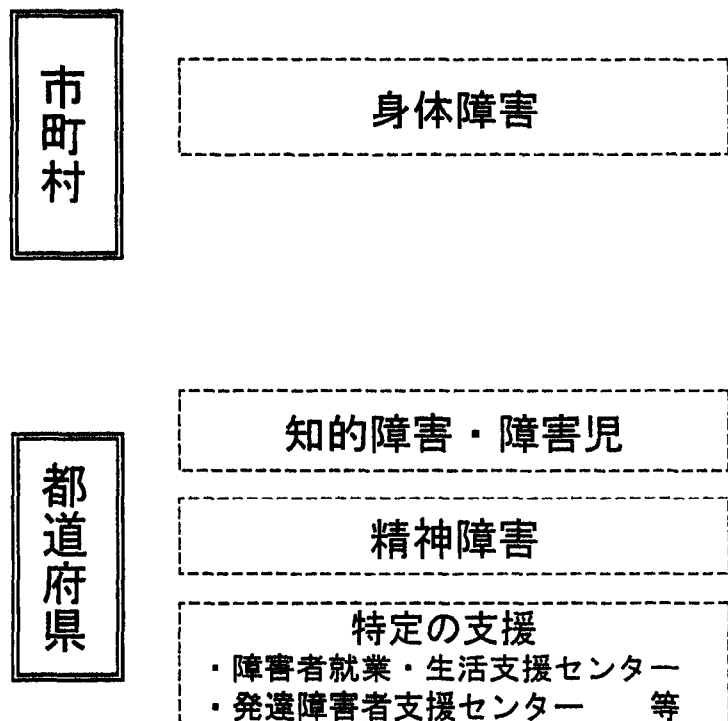 市町村
身体障害
都道府県
知的障害・障害児
精神障害
特定の支援
・障害者就業・生活支援センター
・発達障害者支援センター　等